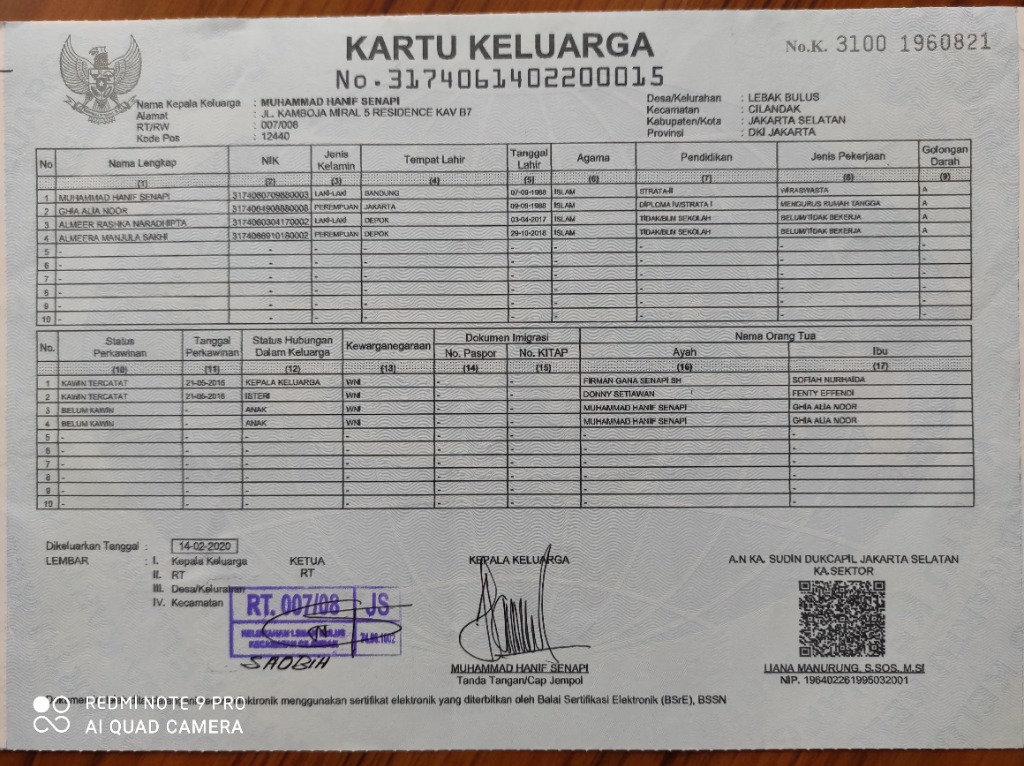 KARTU KELUARGA
No. 3174061402200015
No.K. 3100 1960821
Nama Kepala Keluarga : MUHAMMAD HANIF SENAPI
Alamat : JL. KAMBOJA MIRAL 5 RESIDENCE KAV B7
RT/RW : 007/008
Kode Pos : 12440
Desa/Kelurahan : LEBAK BULUS
Kecamatan : CILANDAK
Kabupaten/Kota : JAKARTA SELATAN
Provinsi : DKI JAKARTA
No Nama Lengkap NIK Jenis Kelamin Tempat Lahir Tanggal Lahir Agama Pendidikan Jenis Pekerjaan Golongan Darah
(1) (2) (3) (4) (5) (6) (7) (8) (9)
1 MUHAMMAD HANIF SENAPI 3174060709880003 LAKI-LAKI BANDUNG 07-09-1988 ISLAM STRATA-II WIRASWASTA A
2 GHIA ALIA NOOR 3174064908880008 PEREMPUAN JAKARTA 09-08-1988 ISLAM DIPLOMA IV/STRATA I MENGURUS RUMAH TANGGA A
3 ALMEER RASHKA NARADHIPTA 3174060304170002 LAKI-LAKI DEPOK 03-04-2017 ISLAM TIDAK/BLM SEKOLAH BELUM/TIDAK BEKERJA A
4 ALMEERA MANJULA SAKHI 3174066910180002 PEREMPUAN DEPOK 29-10-2018 ISLAM TIDAK/BLM SEKOLAH BELUM/TIDAK BEKERJA A
5 - - - - - - - - -
6 - - - - - - - - -
7 - - - - - - - - -
8 - - - - - - - - -
9 - - - - - - - - -
10 - - - - - - - - -
No. Status Perkawinan Tanggal Perkawinan Status Hubungan Dalam Keluarga Kewarganegaraan Dokumen Imigrasi Nama Orang Tua
No. Paspor No. KITAP Ayah Ibu
(10) (11) (12) (13) (14) (15) (16) (17)
1 KAWIN TERCATAT 21-05-2016 KEPALA KELUARGA WNI - - FIRMAN GANA SENAPI SH SOFIAH NURHAIDA
2 KAWIN TERCATAT 21-05-2016 ISTERI WNI - - DONNY SETIAWAN FENTY EFFENDI
3 BELUM KAWIN - ANAK WNI - - MUHAMMAD HANIF SENAPI GHIA ALIA NOOR
4 BELUM KAWIN - ANAK WNI - - MUHAMMAD HANIF SENAPI GHIA ALIA NOOR
5 - - - - - - - -
6 - - - - - - - -
7 - - - - - - - -
8 - - - - - - - -
9 - - - - - - - -
10 - - - - - - - -
Dikeluarkan Tanggal : 14-02-2020
LEMBAR : I. Kepala Keluarga
II. RT
III. Desa/Kelurahan
IV. Kecamatan
KETUA
RT
RT. 007/08 JS
KELURAHAN LEBAK BULUS
KECAMATAN CILANDAK
74.06.1002
SAOBIH
KEPALA KELUARGA
MUHAMMAD HANIF SENAPI
Tanda Tangan/Cap Jempol
A.N KA. SUDIN DUKCAPIL JAKARTA SELATAN
KA.SEKTOR
LIANA MANURUNG, S.SOS, M.SI
NIP. 196402261995032001
menggunakan sertifikat elektronik yang diterbitkan oleh Balai Sertifikasi Elektronik (BSrE), BSSN
REDMI NOTE 9 PRO
AI QUAD CAMERA